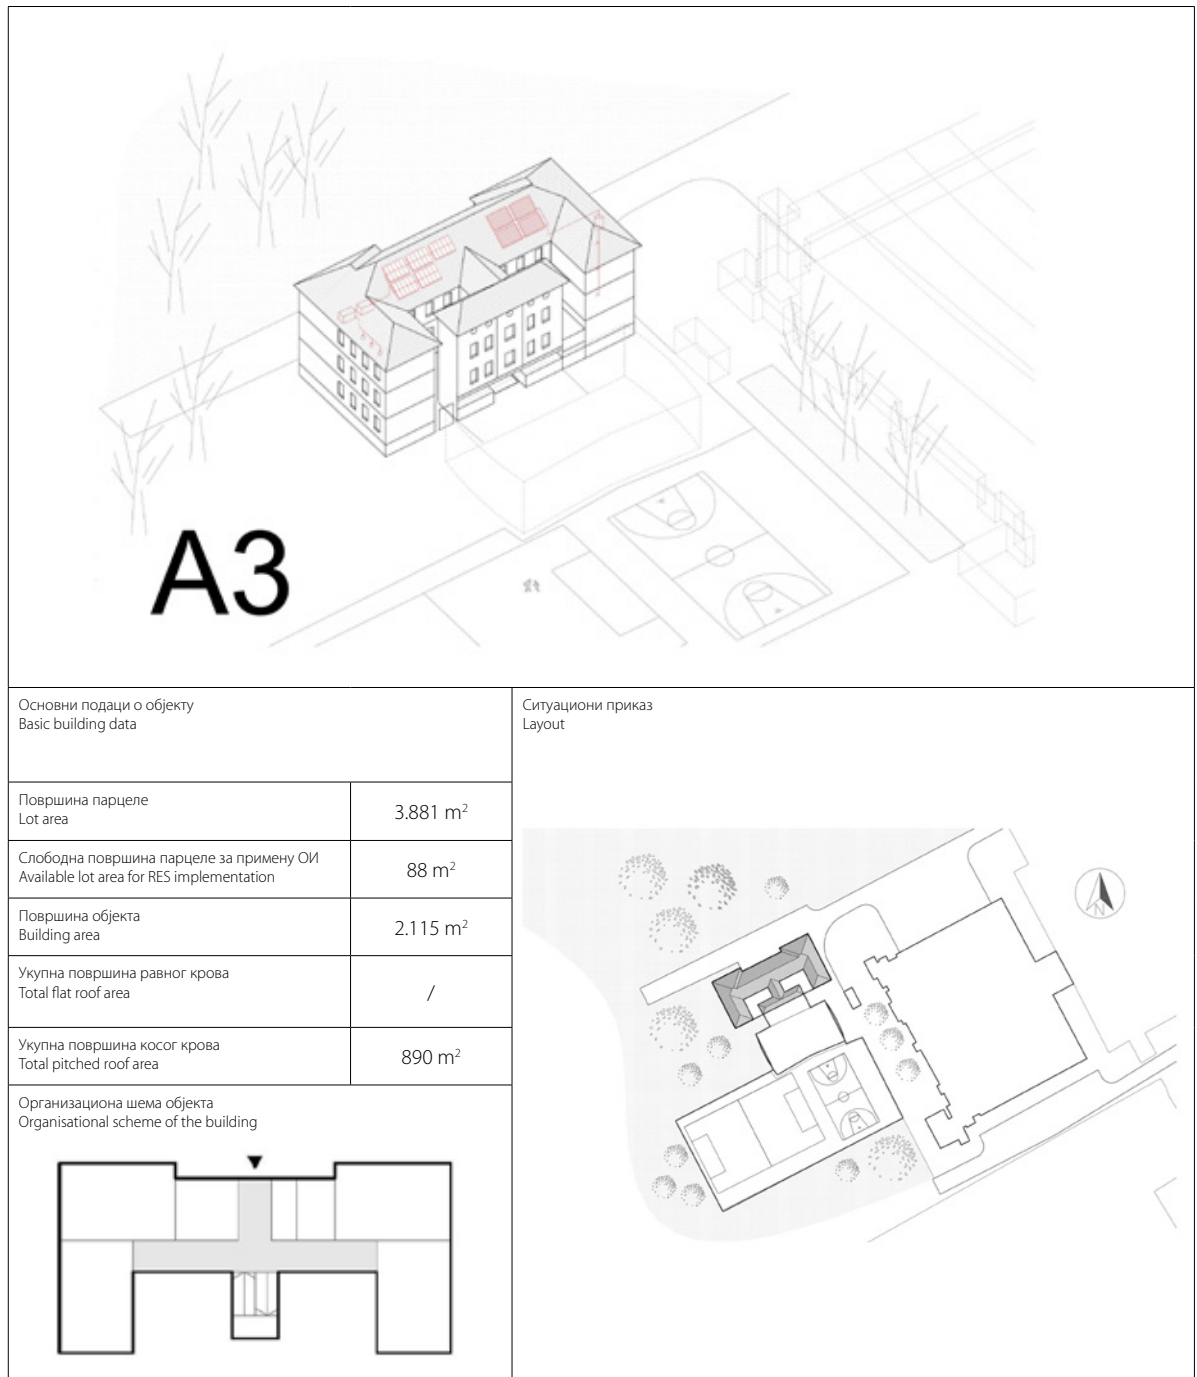 A3
Основни подаци о објекту
Basic building data
Површина парцеле
Lot area
3.881 m²
Слободна површина парцеле за примену ОИ
Available lot area for RES implementation
88 m²
Површина објекта
Building area
2.115 m²
Укупна површина равног крова
Total flat roof area
/
Укупна површина косог крова
Total pitched roof area
890 m²
Организациона шема објекта
Organisational scheme of the building
Ситуациони приказ
Layout
N